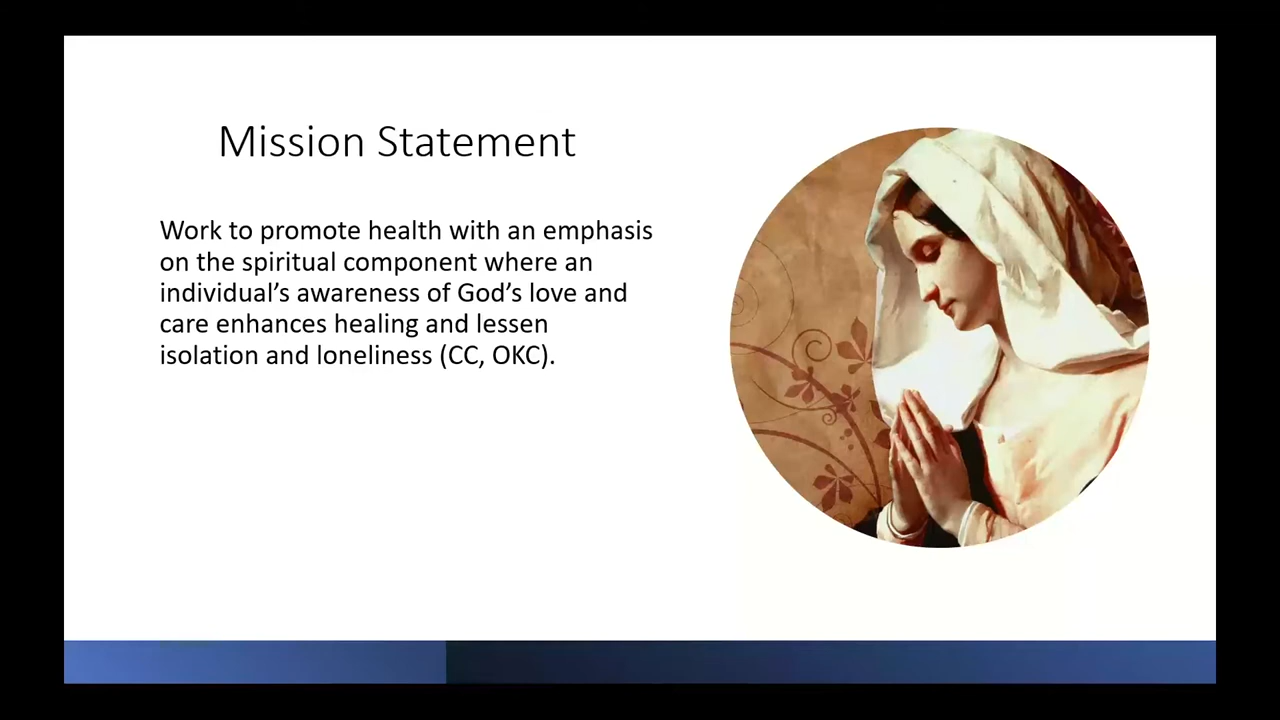 Mission Statement
Work to promote health with an emphasis
on the spiritual component where an
individual’s awareness of God’s love and
care enhances healing and lessen
isolation and loneliness (CC, OKC).